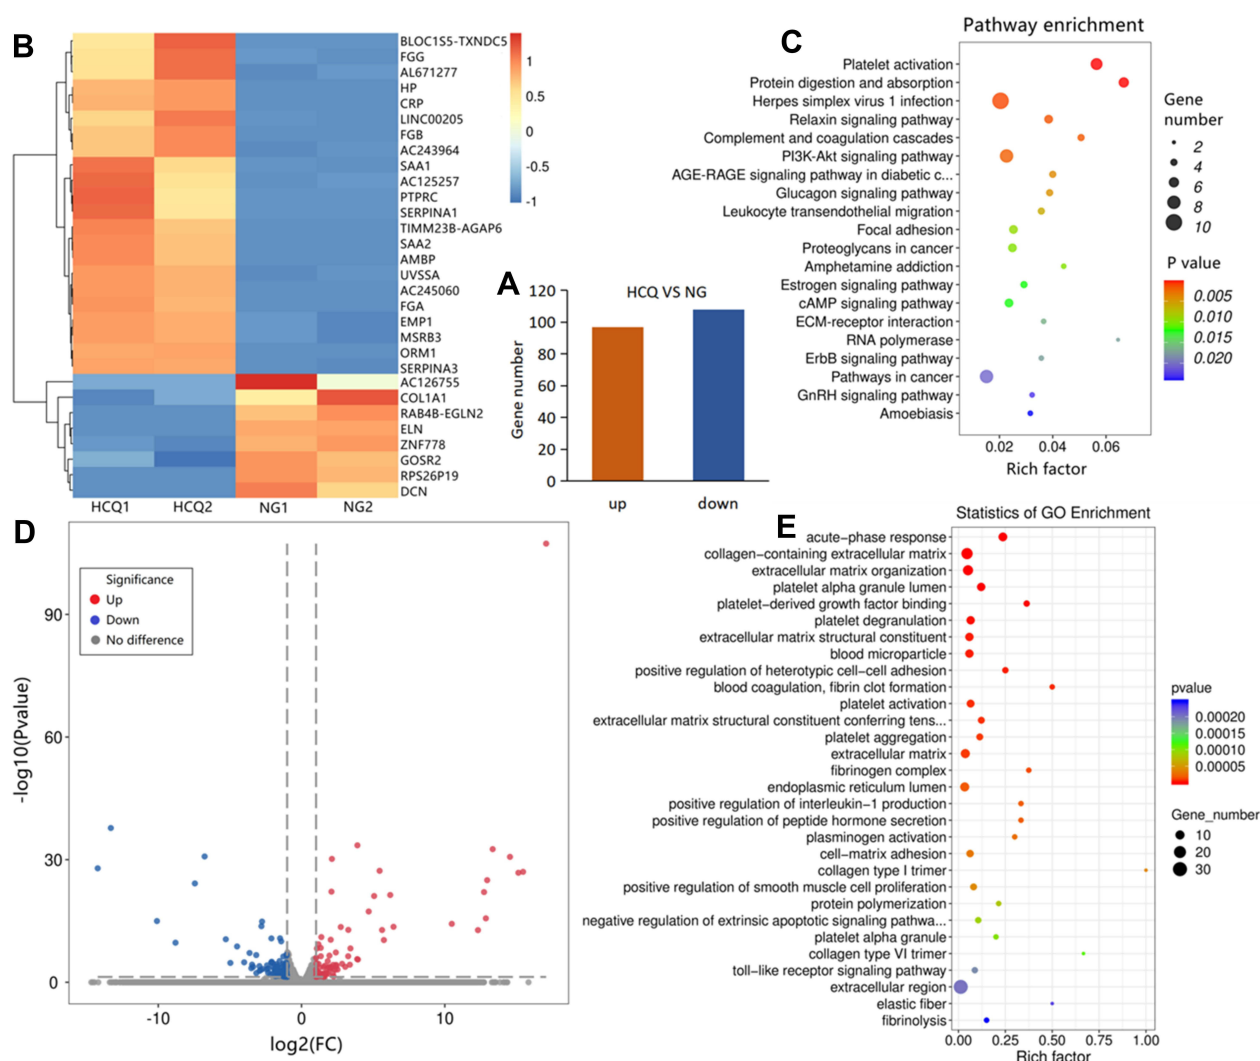 B
BLOC1S5-TXNDC5
FGG
AL671277
HP
CRP
LINC00205
FGB
AC243964
SAA1
AC125257
PTPRC
SERPINA1
TIMM23B-AGAP6
SAA2
AMBP
UVSSA
AC245060
FGA
EMP1
MSRB3
ORM1
SERPINA3
AC126755
COL1A1
RAB4B-EGLN2
ELN
ZNF778
GOSR2
RPS26P19
DCN
HCQ1 HCQ2 NG1 NG2
1
0.5
0
-0.5
-1
A
HCQ VS NG
Gene number
120
100
80
60
40
20
0
up down
C
Pathway enrichment
Platelet activation
Protein digestion and absorption
Herpes simplex virus 1 infection
Relaxin signaling pathway
Complement and coagulation cascades
PI3K-Akt signaling pathway
AGE-RAGE signaling pathway in diabetic c...
Glucagon signaling pathway
Leukocyte transendothelial migration
Focal adhesion
Proteoglycans in cancer
Amphetamine addiction
Estrogen signaling pathway
cAMP signaling pathway
ECM-receptor interaction
RNA polymerase
ErbB signaling pathway
Pathways in cancer
GnRH signaling pathway
Amoebiasis
0.02 0.04 0.06
Rich factor
Gene
number
2
4
6
8
10
P value
0.005
0.010
0.015
0.020
D
Significance
Up
Down
No difference
-log10(Pvalue)
90
60
30
0
-10 0 10
log2(FC)
E
Statistics of GO Enrichment
acute-phase response
collagen-containing extracellular matrix
extracellular matrix organization
platelet alpha granule lumen
platelet-derived growth factor binding
platelet degranulation
extracellular matrix structural constituent
blood microparticle
positive regulation of heterotypic cell-cell adhesion
blood coagulation, fibrin clot formation
platelet activation
extracellular matrix structural constituent conferring tens...
platelet aggregation
extracellular matrix
fibrinogen complex
endoplasmic reticulum lumen
positive regulation of interleukin-1 production
positive regulation of peptide hormone secretion
plasminogen activation
cell-matrix adhesion
collagen type I trimer
positive regulation of smooth muscle cell proliferation
protein polymerization
negative regulation of extrinsic apoptotic signaling pathwa...
platelet alpha granule
collagen type VI trimer
toll-like receptor signaling pathway
extracellular region
elastic fiber
fibrinolysis
0.00 0.25 0.50 0.75 1.00
Rich factor
pvalue
0.00020
0.00015
0.00010
0.00005
Gene_number
10
20
30